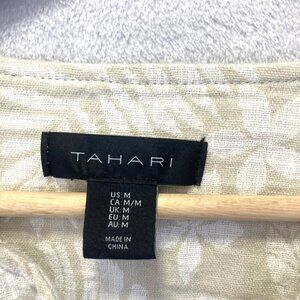 TAHARI
US: M
CA: M/M
UK: M
EU: M
AU: M
MADE IN
CHINA